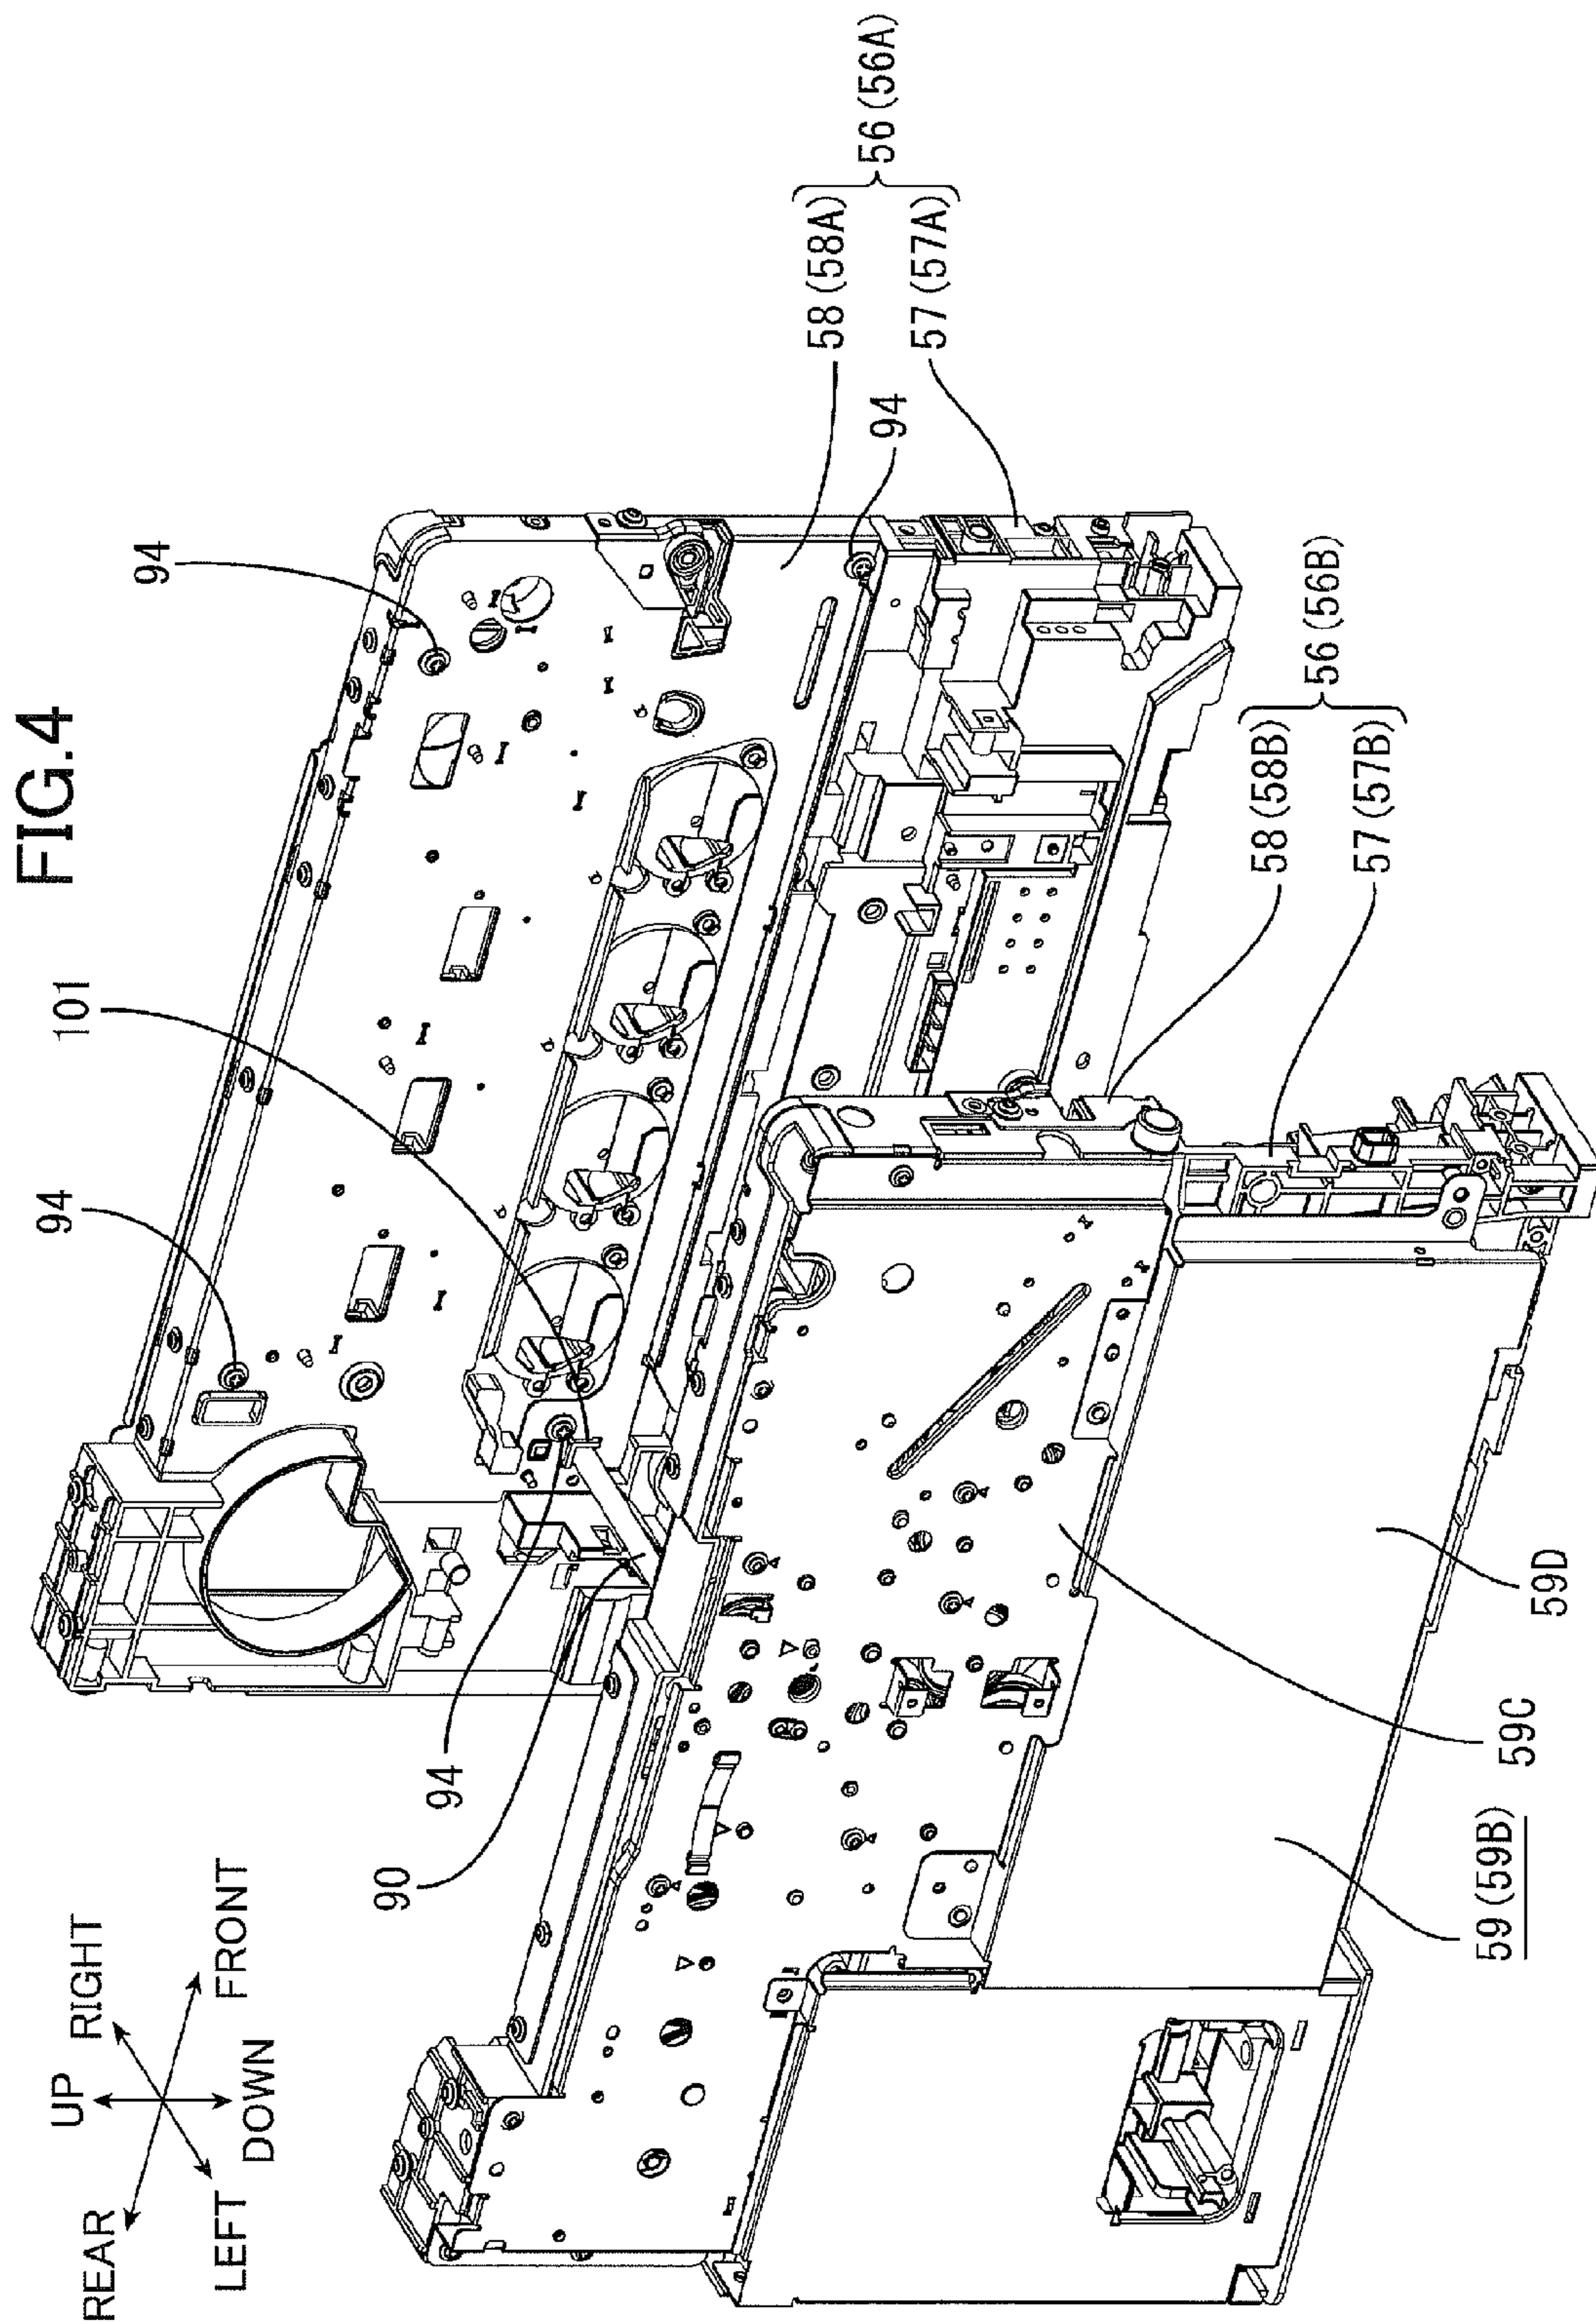 FIG.4
UP
REAR
RIGHT
LEFT
FRONT
DOWN
90
94
94
101
94
94
58(58A)
57(57A)
56(56A)
58(58B)
57(57B)
56(56B)
59(59B)
59C
59D